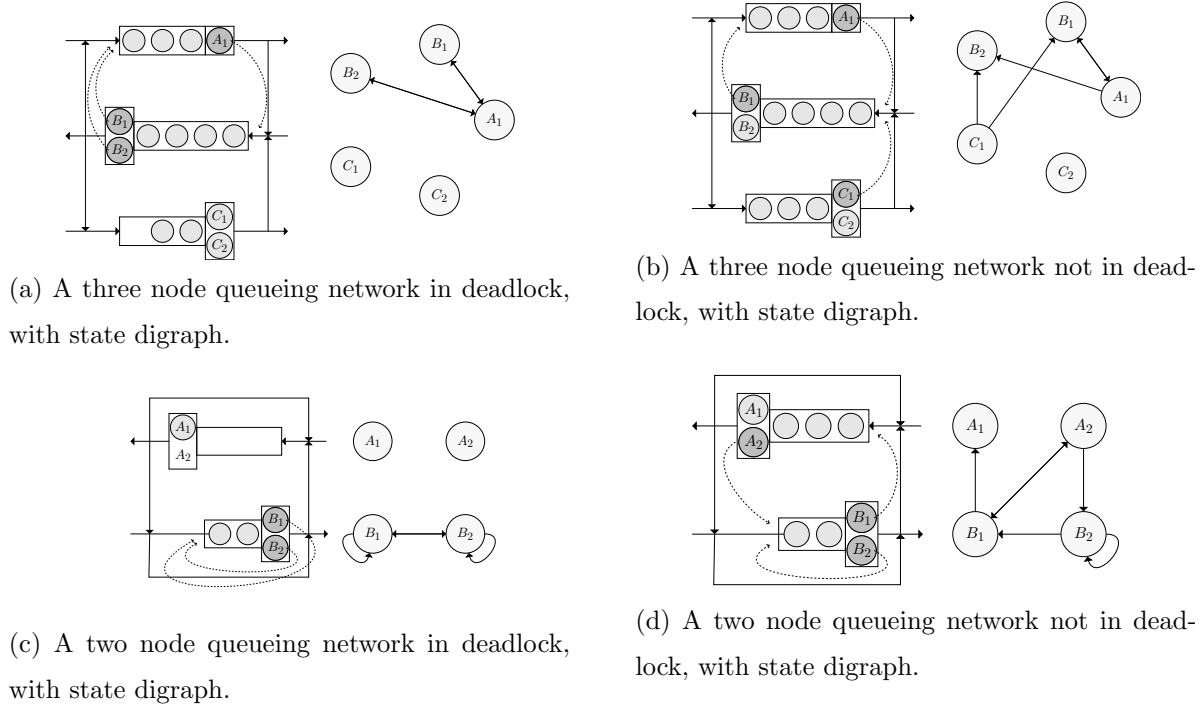 A₁
B₁
B₂
C₁
C₂
B₁
B₂
A₁
C₁
C₂
(a) A three node queueing network in deadlock,
with state digraph.
A₁
B₁
B₂
C₁
C₂
B₁
B₂
A₁
C₁
C₂
(b) A three node queueing network not in dead-
lock, with state digraph.
A₁
A₂
B₁
B₂
A₁ A₂
B₁ B₂
(c) A two node queueing network in deadlock,
with state digraph.
A₁
A₂
B₁
B₂
A₁ A₂
B₁ B₂
(d) A two node queueing network not in dead-
lock, with state digraph.